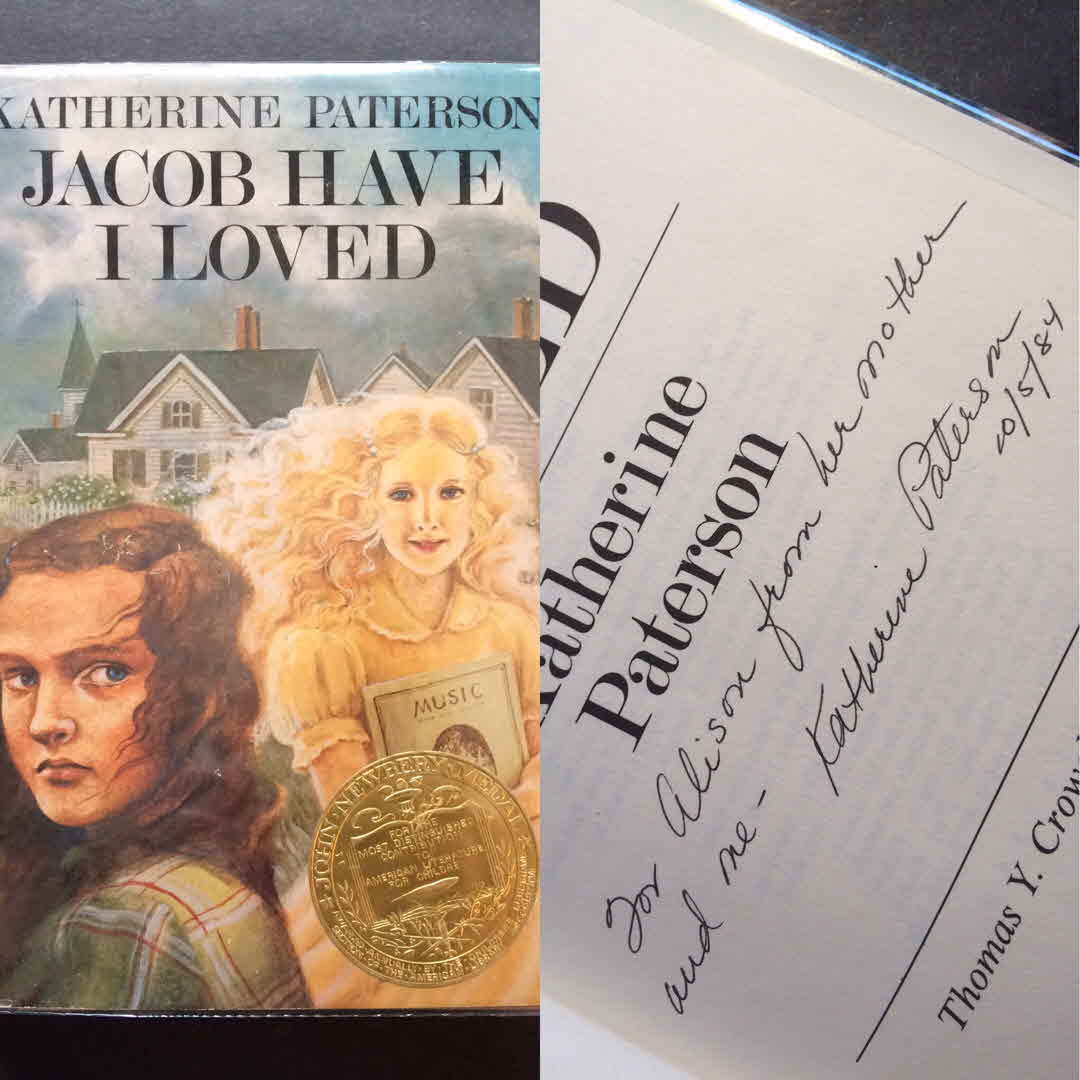 KATHERINE PATERSON
JACOB HAVE
I LOVED
MUSIC
JOHN NEWBERY MEDAL
FOR THE
MOST DISTINGUISHED
CONTRIBUTION
TO
AMERICAN LITERATURE
FOR CHILDREN
Katherine
Paterson
For Alison from her mother
and me -
Katherine Paterson
10/5/84
Thomas Y. Crow